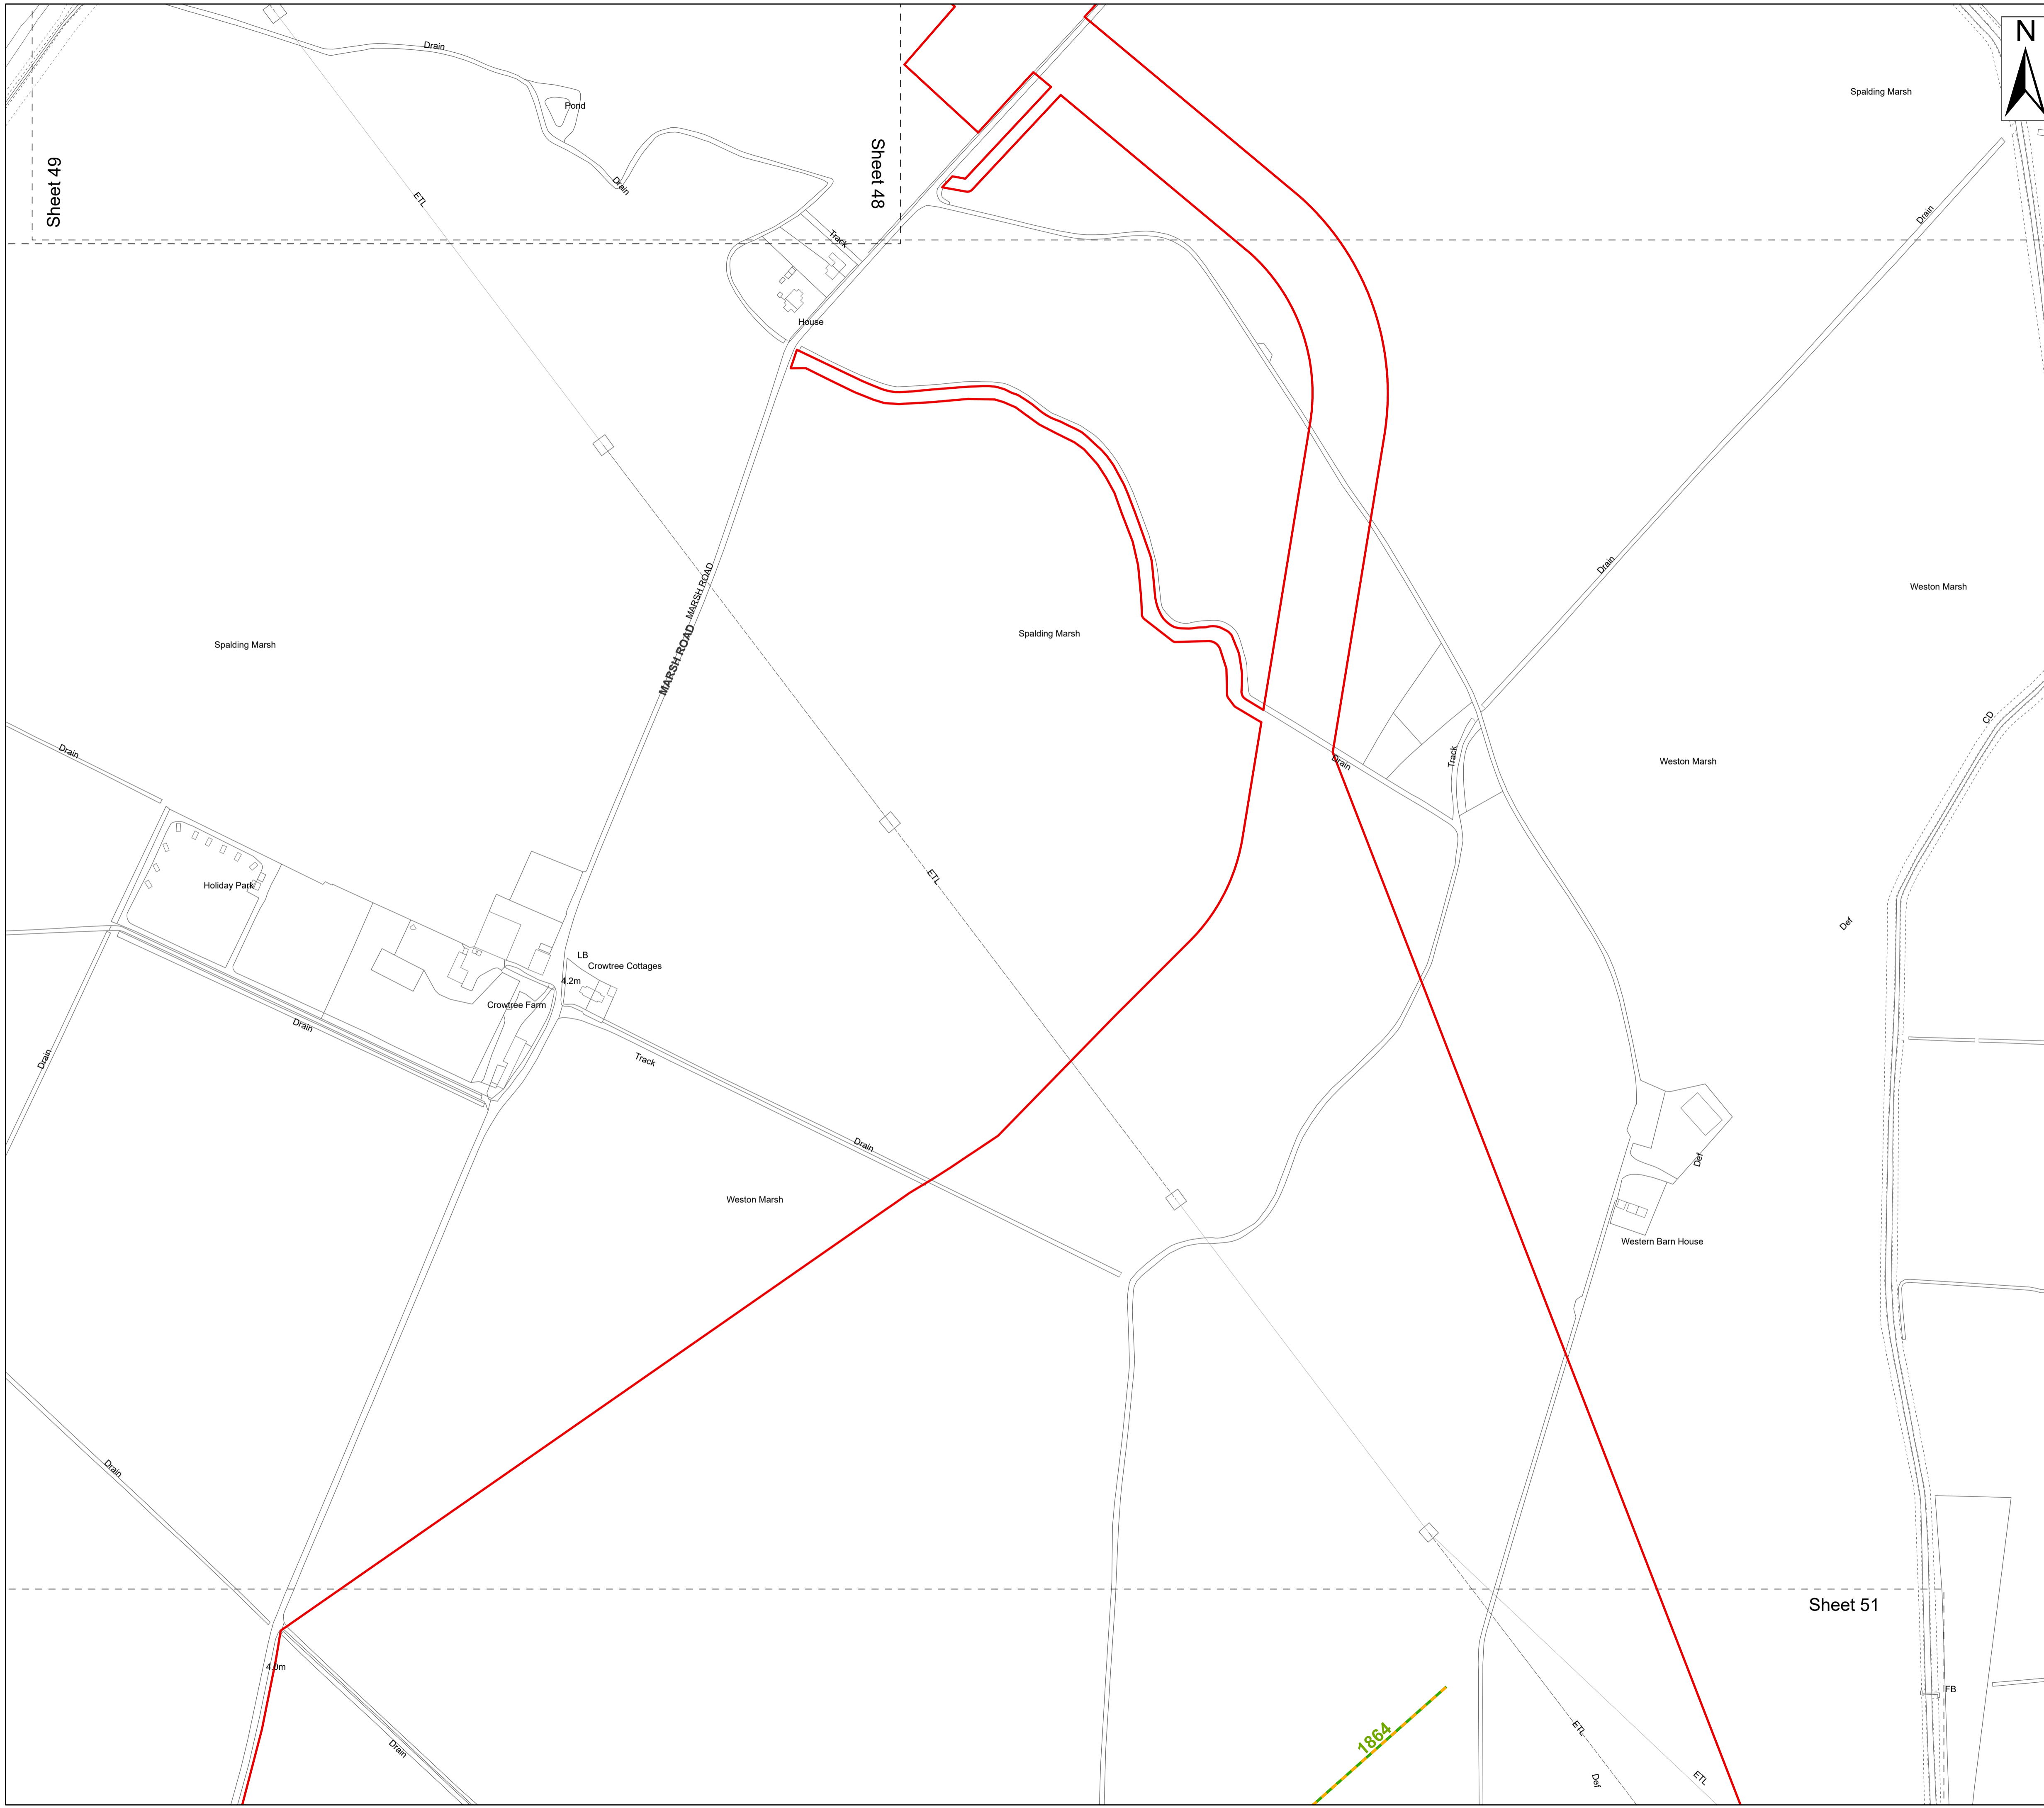 N
Drain
Spalding Marsh
Pond
Sheet 49
Sheet 48
Drain
ETL
Drain
Track
House
Drain
MARSH ROAD
Weston Marsh
Spalding Marsh
Spalding Marsh
MARSH ROAD
CD
Drain
Track
Drain
Weston Marsh
ETL
Holiday Park
Def
LB
Crowtree Cottages
4.2m
Crowtree Farm
Drain
Drain
Track
Drain
Def
Weston Marsh
Western Barn House
Drain
Sheet 51
4.0m
FB
1864
ETL
Drain
Def
ETL